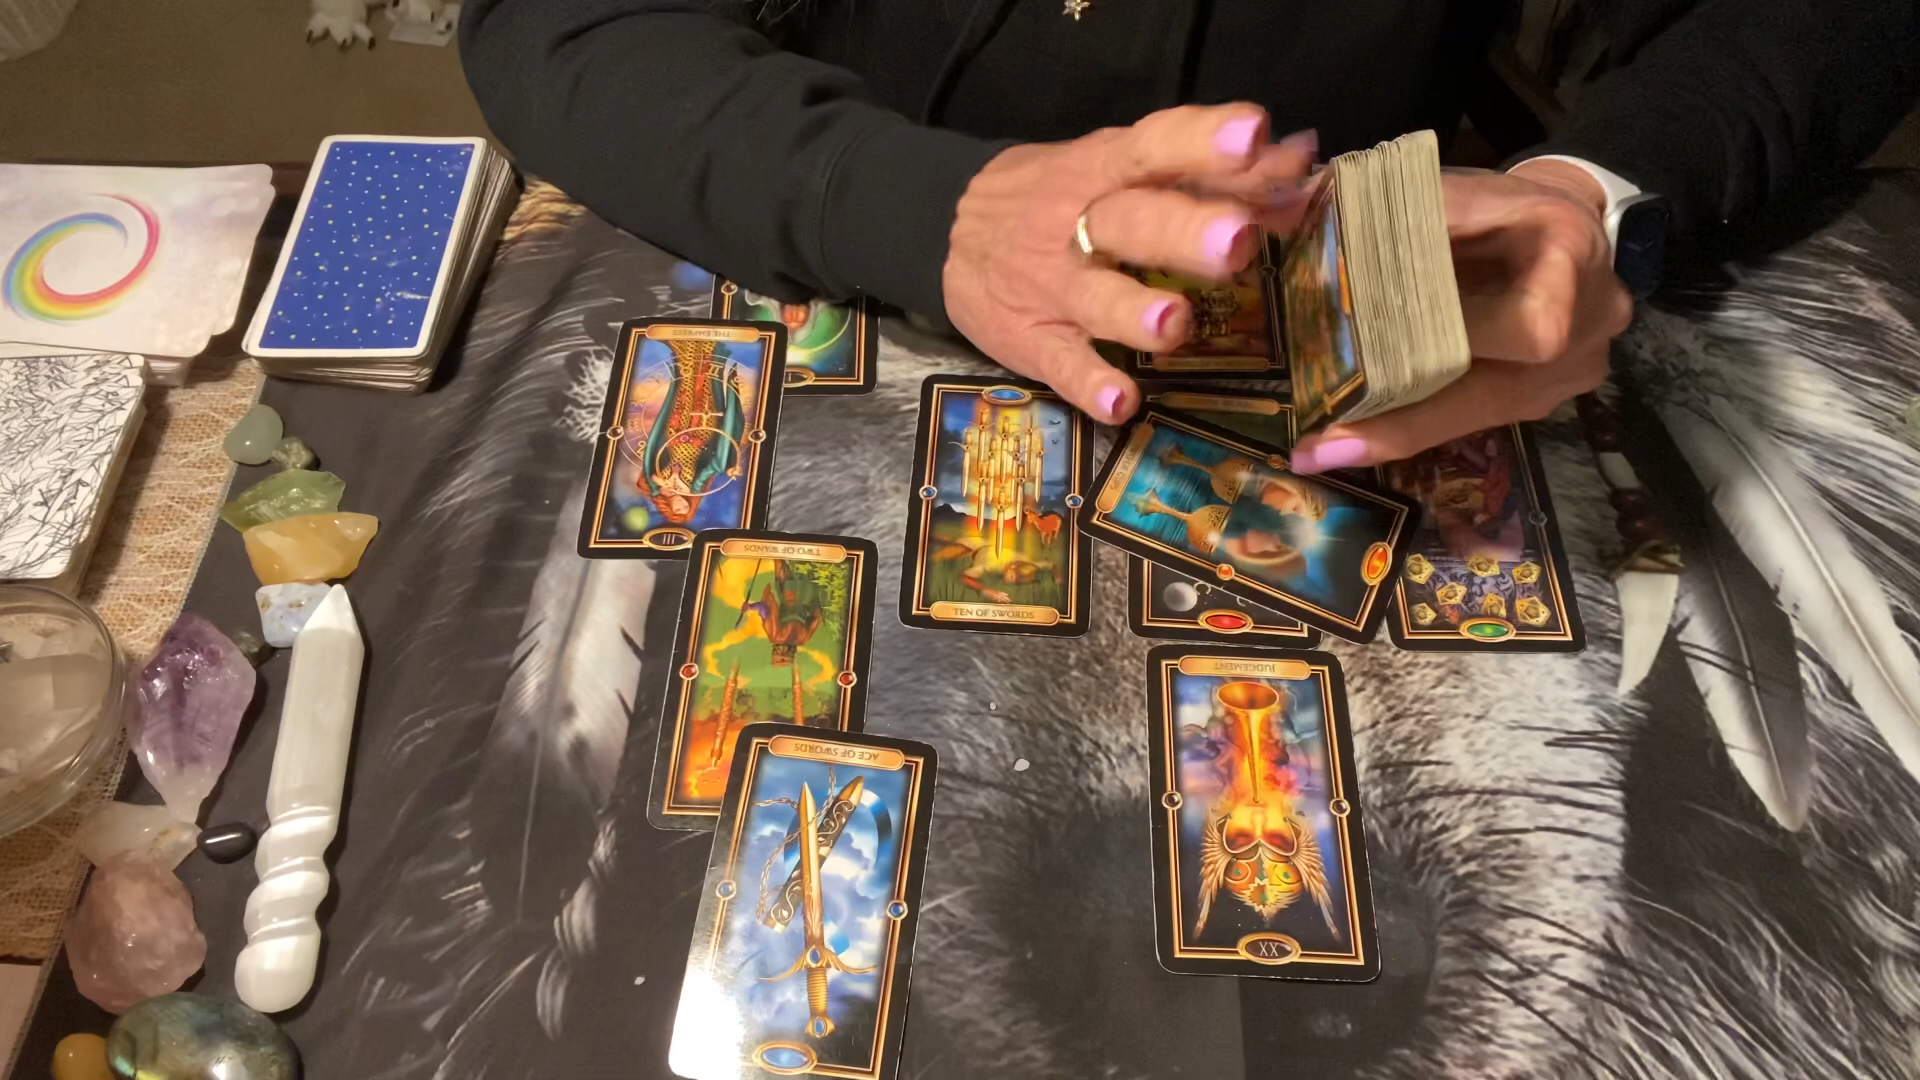 THE EMPRESS
III
TWO OF WANDS
TEN OF SWORDS
ACE OF SWORDS
JUDGEMENT
XX